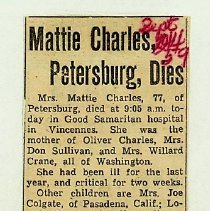 Mattie Charles,
Petersburg, Dies
Mrs. Mattie Charles, 77, of
Petersburg, died at 9:05 a.m. to-
day in Good Samaritan hospital
in Vincennes. She was the
mother of Oliver Charles, Mrs.
Don Sullivan, and Mrs. Willard
Crane, all of Washington.
She had been ill for the last
year, and critical for two weeks.
Other children are Mrs. Joe
Colgate, of Pasadena, Calif.; Lo-